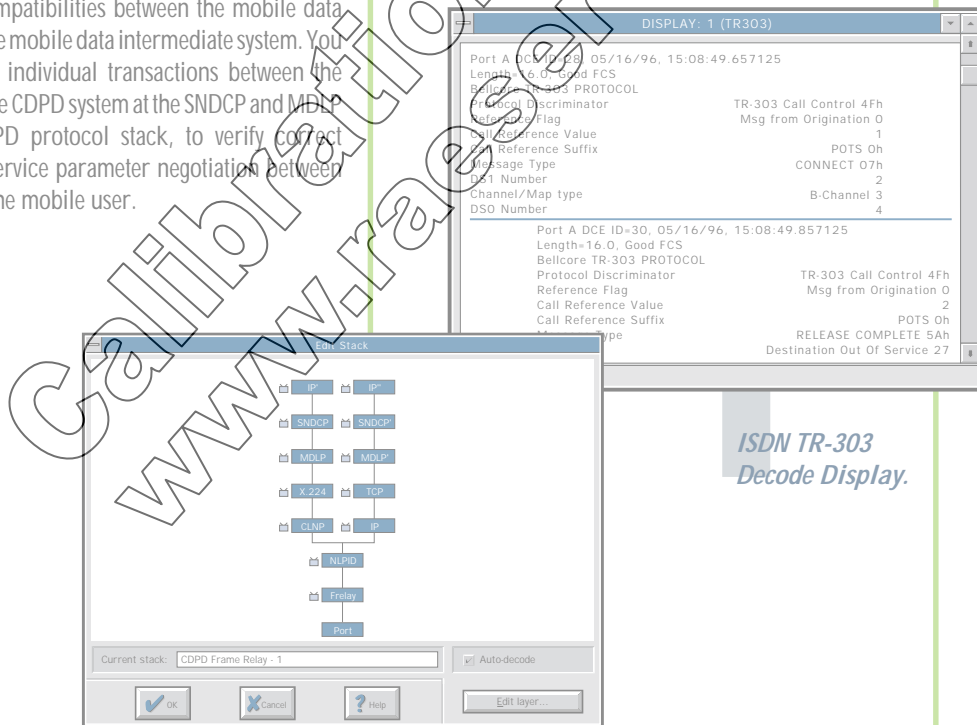 mpatibilities between the mobile data
e mobile data intermediate system. You
individual transactions between the
e CDPD system at the SNDCP and MDLP
PD protocol stack, to verify correct
ervice parameter negotiation between
he mobile user.
DISPLAY: 1 (TR303)
Port A DCE ID=28, 05/16/96, 15:08:49.657125
Length=16.0, Good FCS
Bellcore TR-303 PROTOCOL
Protocol Discriminator TR-303 Call Control 4Fh
Reference Flag Msg from Origination 0
Call Reference Value 1
Call Reference Suffix POTS 0h
Message Type CONNECT 07h
DS1 Number 2
Channel/Map type B-Channel 3
DS0 Number 4
Port A DCE ID=30, 05/16/96, 15:08:49.857125
Length=16.0, Good FCS
Bellcore TR-303 PROTOCOL
Protocol Discriminator TR-303 Call Control 4Fh
Reference Flag Msg from Origination 0
Call Reference Value 2
Call Reference Suffix POTS 0h
ype RELEASE COMPLETE 5Ah
Destination Out Of Service 27
Edit Stack
IP' IP"
SNDCP SNDCP'
MDLP MDLP'
X.224 TCP
CLNP IP
NLPID
Frelay
Port
Current stack: CDPD Frame Relay - 1
Auto-decode
OK Cancel Help Edit layer...
ISDN TR-303
Decode Display.
Calibration
www.raeser